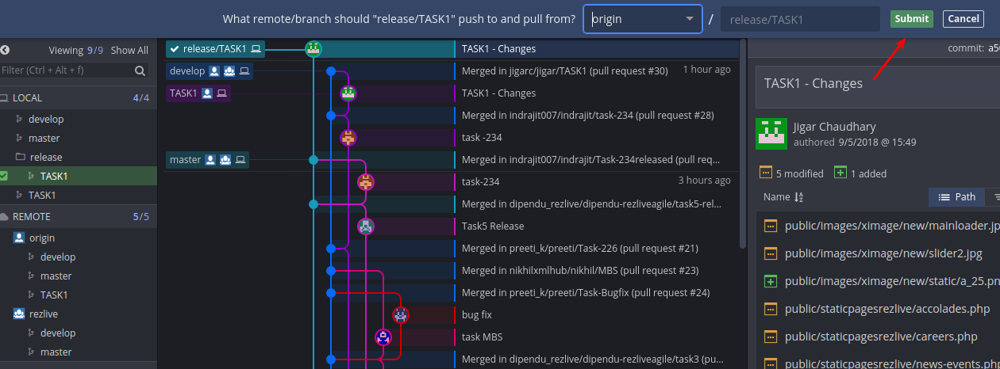 What remote/branch should "release/TASK1" push to and pull from? origin / release/TASK1 Submit Cancel
Viewing 9/9 Show All
Filter (Ctrl + Alt + f)
LOCAL 4/4
develop
master
release
TASK1
TASK1
REMOTE 5/5
origin
develop
master
TASK1
rezlive
develop
master
release/TASK1 TASK1 - Changes
develop Merged in jigarc/jigar/TASK1 (pull request #30) 1 hour ago
TASK1 TASK1 - Changes
Merged in indrajit007/indrajit/task-234 (pull request #28)
task -234
master Merged in indrajit007/indrajit/Task-234released (pull req...
task-234 3 hours ago
Merged in dipendu_rezlive/dipendu-rezliveagile/task5-rel...
Task5 Release
Merged in preeti_k/preeti/Task-226 (pull request #21)
Merged in nikhilxmlhub/nikhil/MBS (pull request #23)
Merged in preeti_k/preeti/Task-Bugfix (pull request #24)
bug fix
task MBS
Merged in dipendu_rezlive/dipendu-rezliveagile/task3 (pu...
commit: a5
TASK1 - Changes
Jigar Chaudhary
authored 9/5/2018 @ 15:49
5 modified 1 added
Name Path
public/images/ximage/new/mainloader.jp
public/images/ximage/new/slider2.jpg
public/images/ximage/new/static/a_25.pn
public/staticpagesrezlive/accolades.php
public/staticpagesrezlive/careers.php
public/staticpagesrezlive/news-events.php